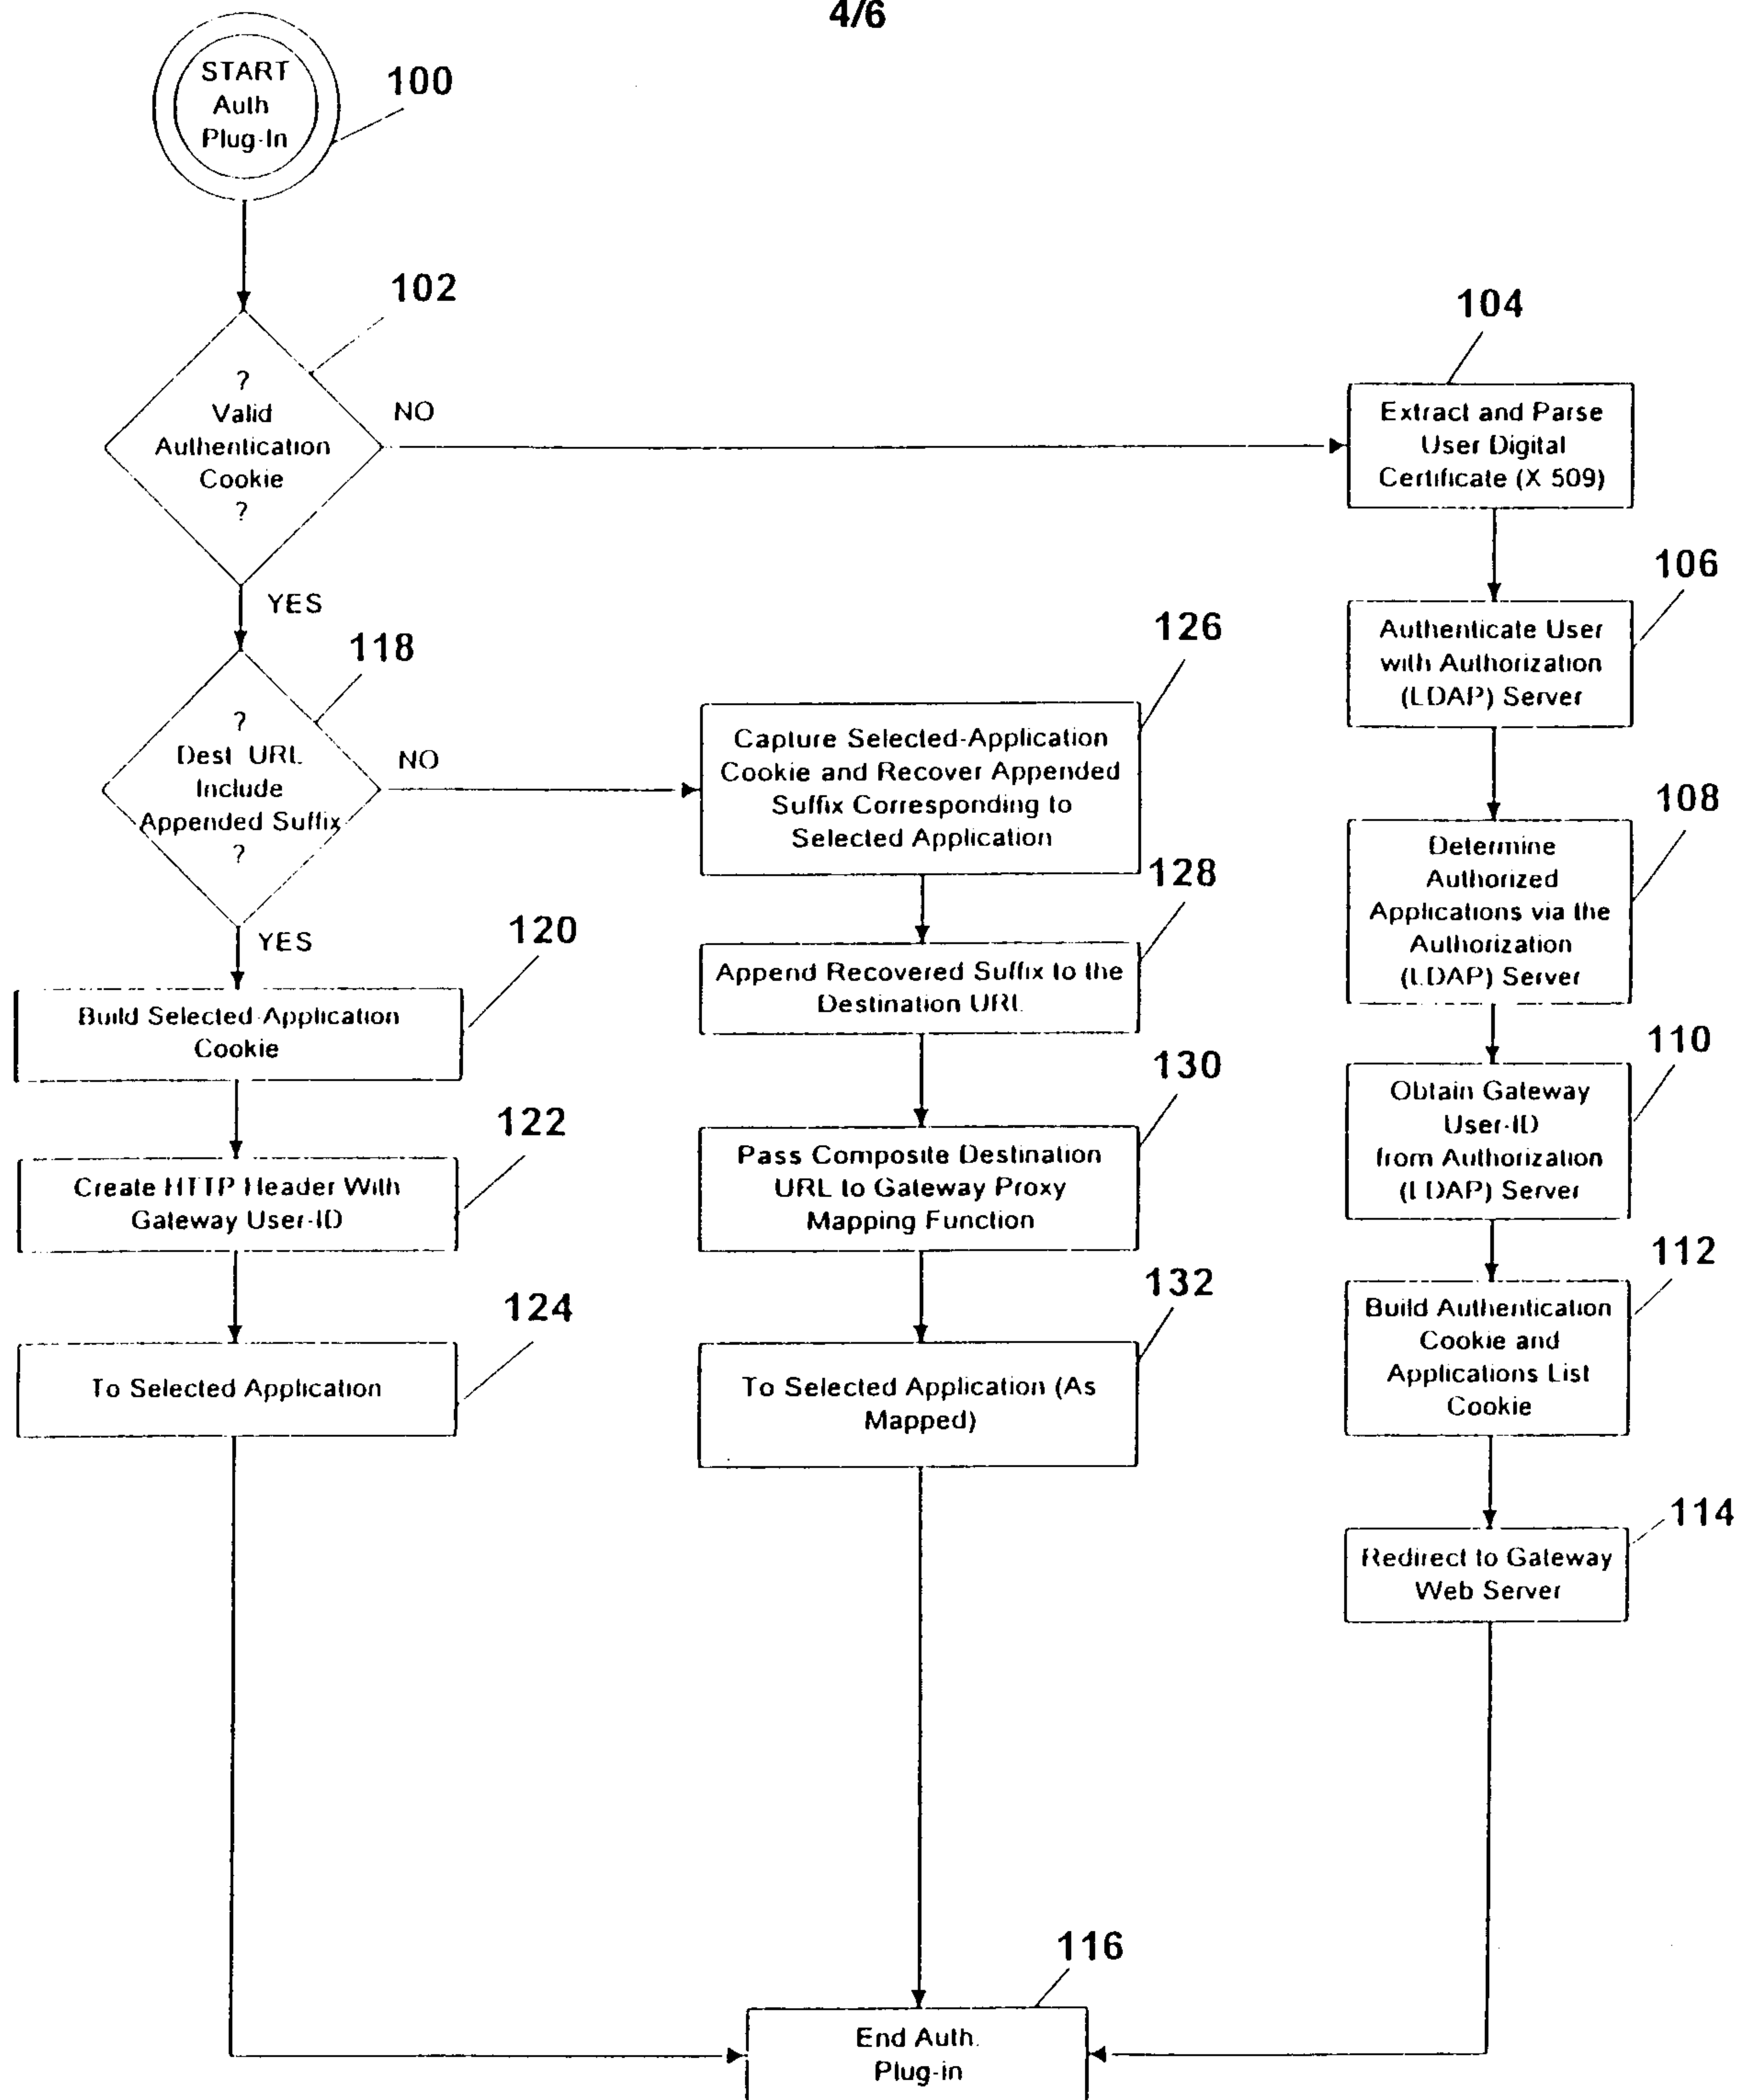 4/6
START
Auth
Plug-In
100
102
?
Valid
Authentication
Cookie
?
NO
YES
104
Extract and Parse
User Digital
Certificate (X 509)
106
Authenticate User
with Authorization
(LDAP) Server
118
?
Dest URL
Include
Appended Suffix
?
NO
YES
126
Capture Selected-Application
Cookie and Recover Appended
Suffix Corresponding to
Selected Application
108
Determine
Authorized
Applications via the
Authorization
(LDAP) Server
128
Append Recovered Suffix to the
Destination URL
120
Build Selected-Application
Cookie
110
Obtain Gateway
User-ID
from Authorization
(LDAP) Server
130
Pass Composite Destination
URL to Gateway Proxy
Mapping Function
122
Create HTTP Header With
Gateway User-ID
112
Build Authentication
Cookie and
Applications List
Cookie
132
To Selected Application (As
Mapped)
124
To Selected Application
114
Redirect to Gateway
Web Server
116
End Auth.
Plug-in